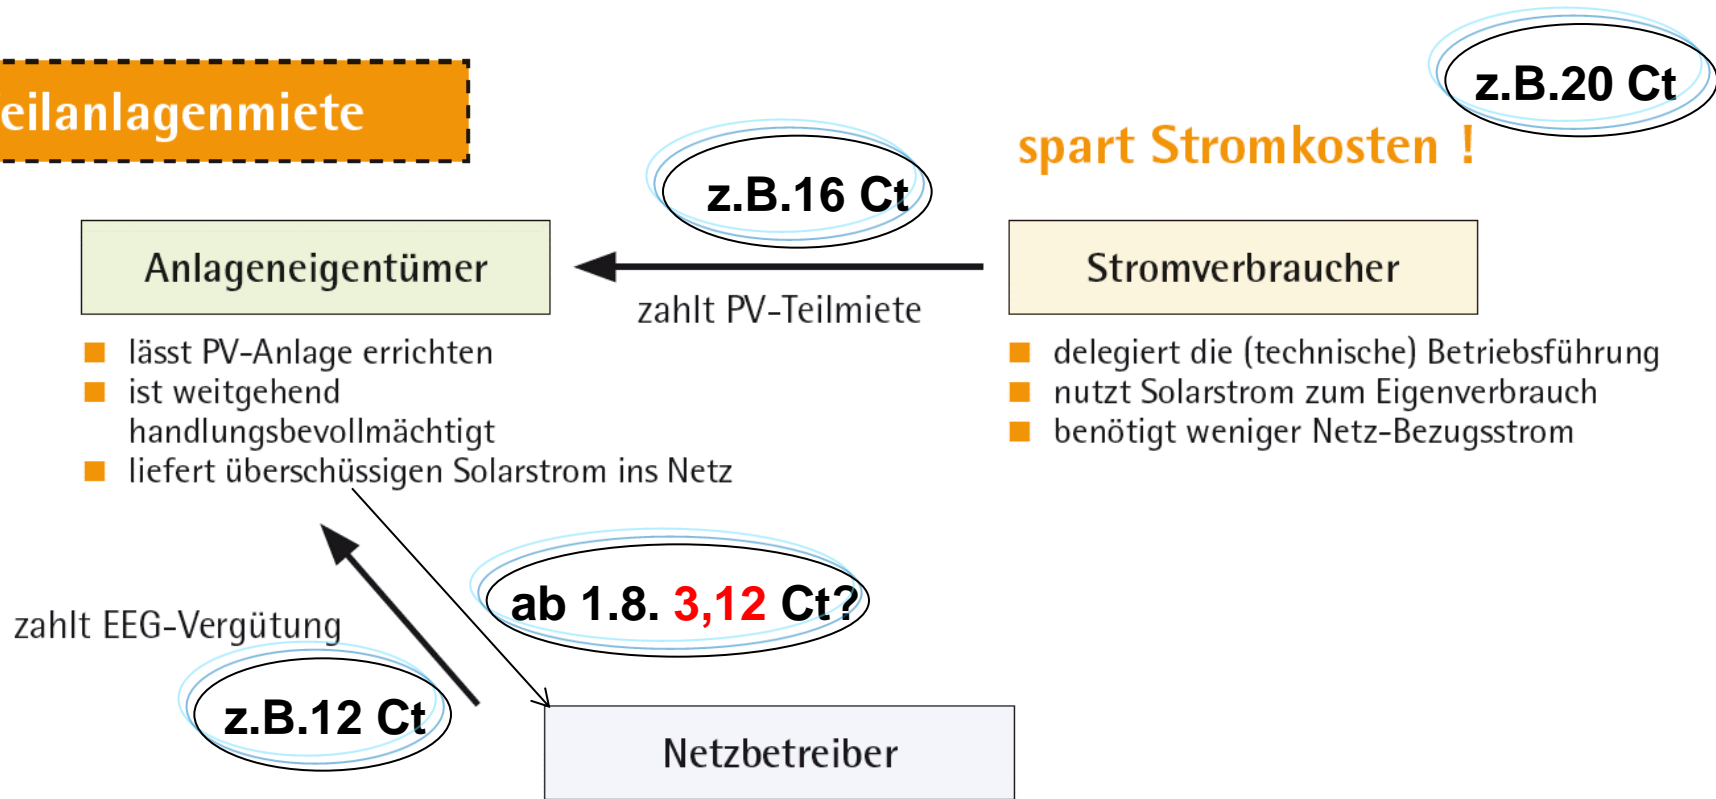 eilanlagenmiete
z.B.20 Ct
spart Stromkosten !
z.B.16 Ct
Anlageneigentümer
zahlt PV-Teilmiete
Stromverbraucher
■ lässt PV-Anlage errichten
■ ist weitgehend
handlungsbevollmächtigt
■ liefert überschüssigen Solarstrom ins Netz
■ delegiert die (technische) Betriebsführung
■ nutzt Solarstrom zum Eigenverbrauch
■ benötigt weniger Netz-Bezugsstrom
ab 1.8. 3,12 Ct?
zahlt EEG-Vergütung
z.B.12 Ct
Netzbetreiber